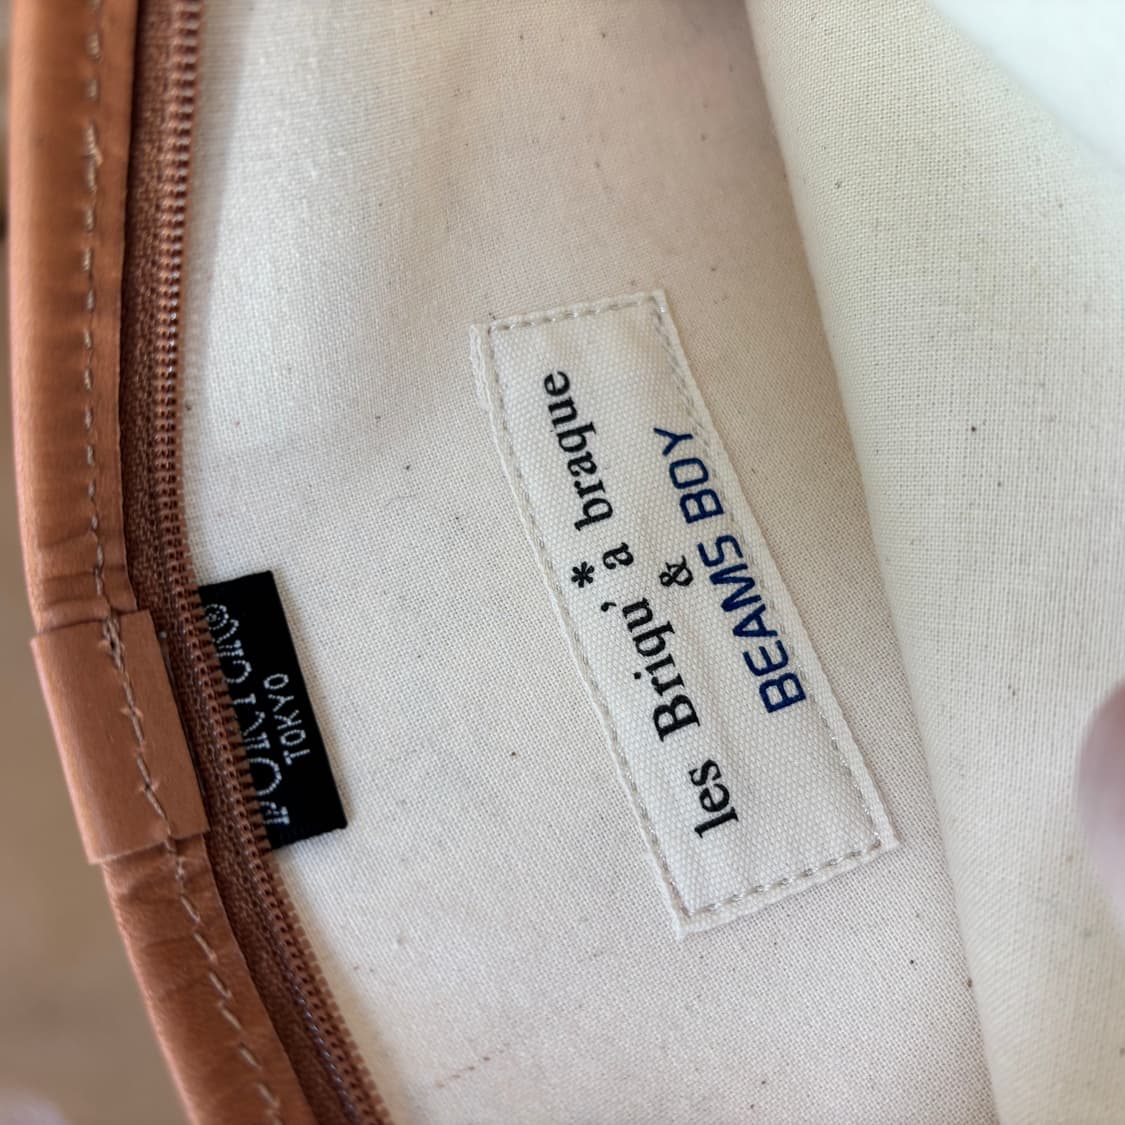 les Briqu'* a braque
&
BEAMS BOY
TOKYO